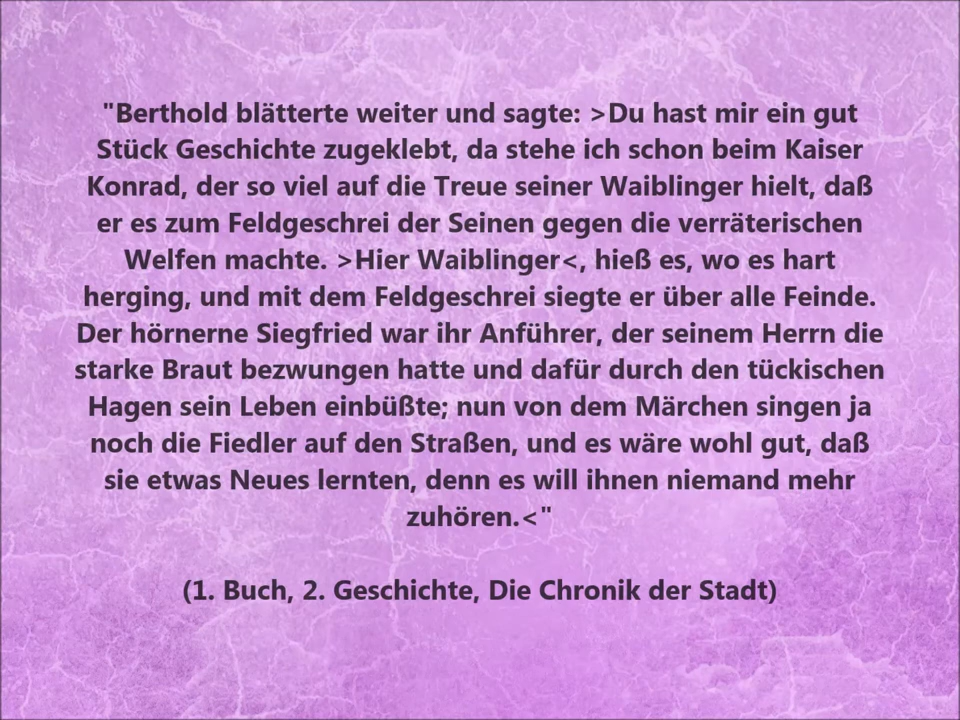 "Berthold blätterte weiter und sagte: >Du hast mir ein gut
Stück Geschichte zugeklebt, da stehe ich schon beim Kaiser
Konrad, der so viel auf die Treue seiner Waiblinger hielt, daß
er es zum Feldgeschrei der Seinen gegen die verräterischen
Welfen machte. >Hier Waiblinger<, hieß es, wo es hart
herging, und mit dem Feldgeschrei siegte er über alle Feinde.
Der hörnerne Siegfried war ihr Anführer, der seinem Herrn die
starke Braut bezwungen hatte und dafür durch den tückischen
Hagen sein Leben einbüßte; nun von dem Märchen singen ja
noch die Fiedler auf den Straßen, und es wäre wohl gut, daß
sie etwas Neues lernten, denn es will ihnen niemand mehr
zuhören.<"
(1. Buch, 2. Geschichte, Die Chronik der Stadt)